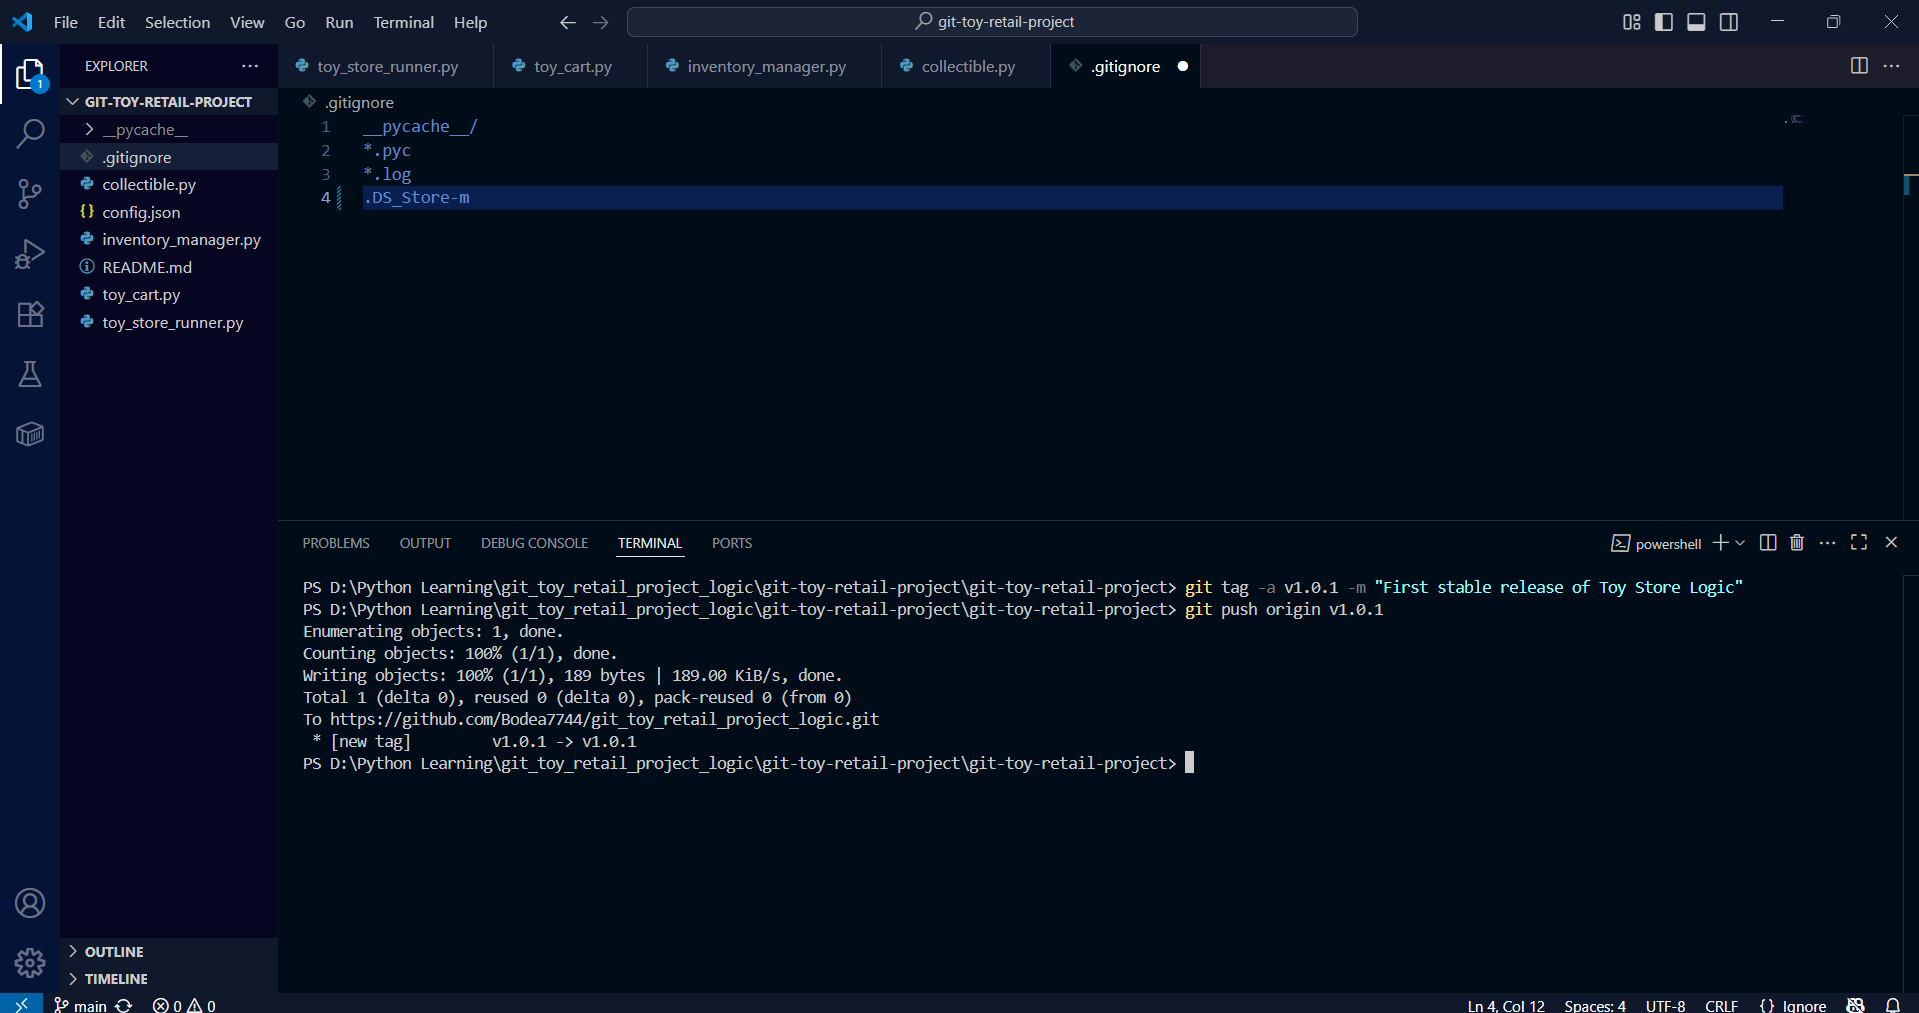 File Edit Selection View Go Run Terminal Help
git-toy-retail-project
EXPLORER
1
GIT-TOY-RETAIL-PROJECT
__pycache__
.gitignore
collectible.py
config.json
inventory_manager.py
README.md
toy_cart.py
toy_store_runner.py
OUTLINE
TIMELINE
toy_store_runner.py toy_cart.py inventory_manager.py collectible.py .gitignore
.gitignore
1 __pycache__/
2 *.pyc
3 *.log
4 .DS_Store-m
PROBLEMS OUTPUT DEBUG CONSOLE TERMINAL PORTS
powershell
PS D:\Python Learning\git_toy_retail_project_logic\git-toy-retail-project\git-toy-retail-project> git tag -a v1.0.1 -m "First stable release of Toy Store Logic"
PS D:\Python Learning\git_toy_retail_project_logic\git-toy-retail-project\git-toy-retail-project> git push origin v1.0.1
Enumerating objects: 1, done.
Counting objects: 100% (1/1), done.
Writing objects: 100% (1/1), 189 bytes | 189.00 KiB/s, done.
Total 1 (delta 0), reused 0 (delta 0), pack-reused 0 (from 0)
To https://github.com/Bodea7744/git_toy_retail_project_logic.git
* [new tag] v1.0.1 -> v1.0.1
PS D:\Python Learning\git_toy_retail_project_logic\git-toy-retail-project\git-toy-retail-project>
main 0 0 Ln 4, Col 12 Spaces: 4 UTF-8 CRLF {} Ignore